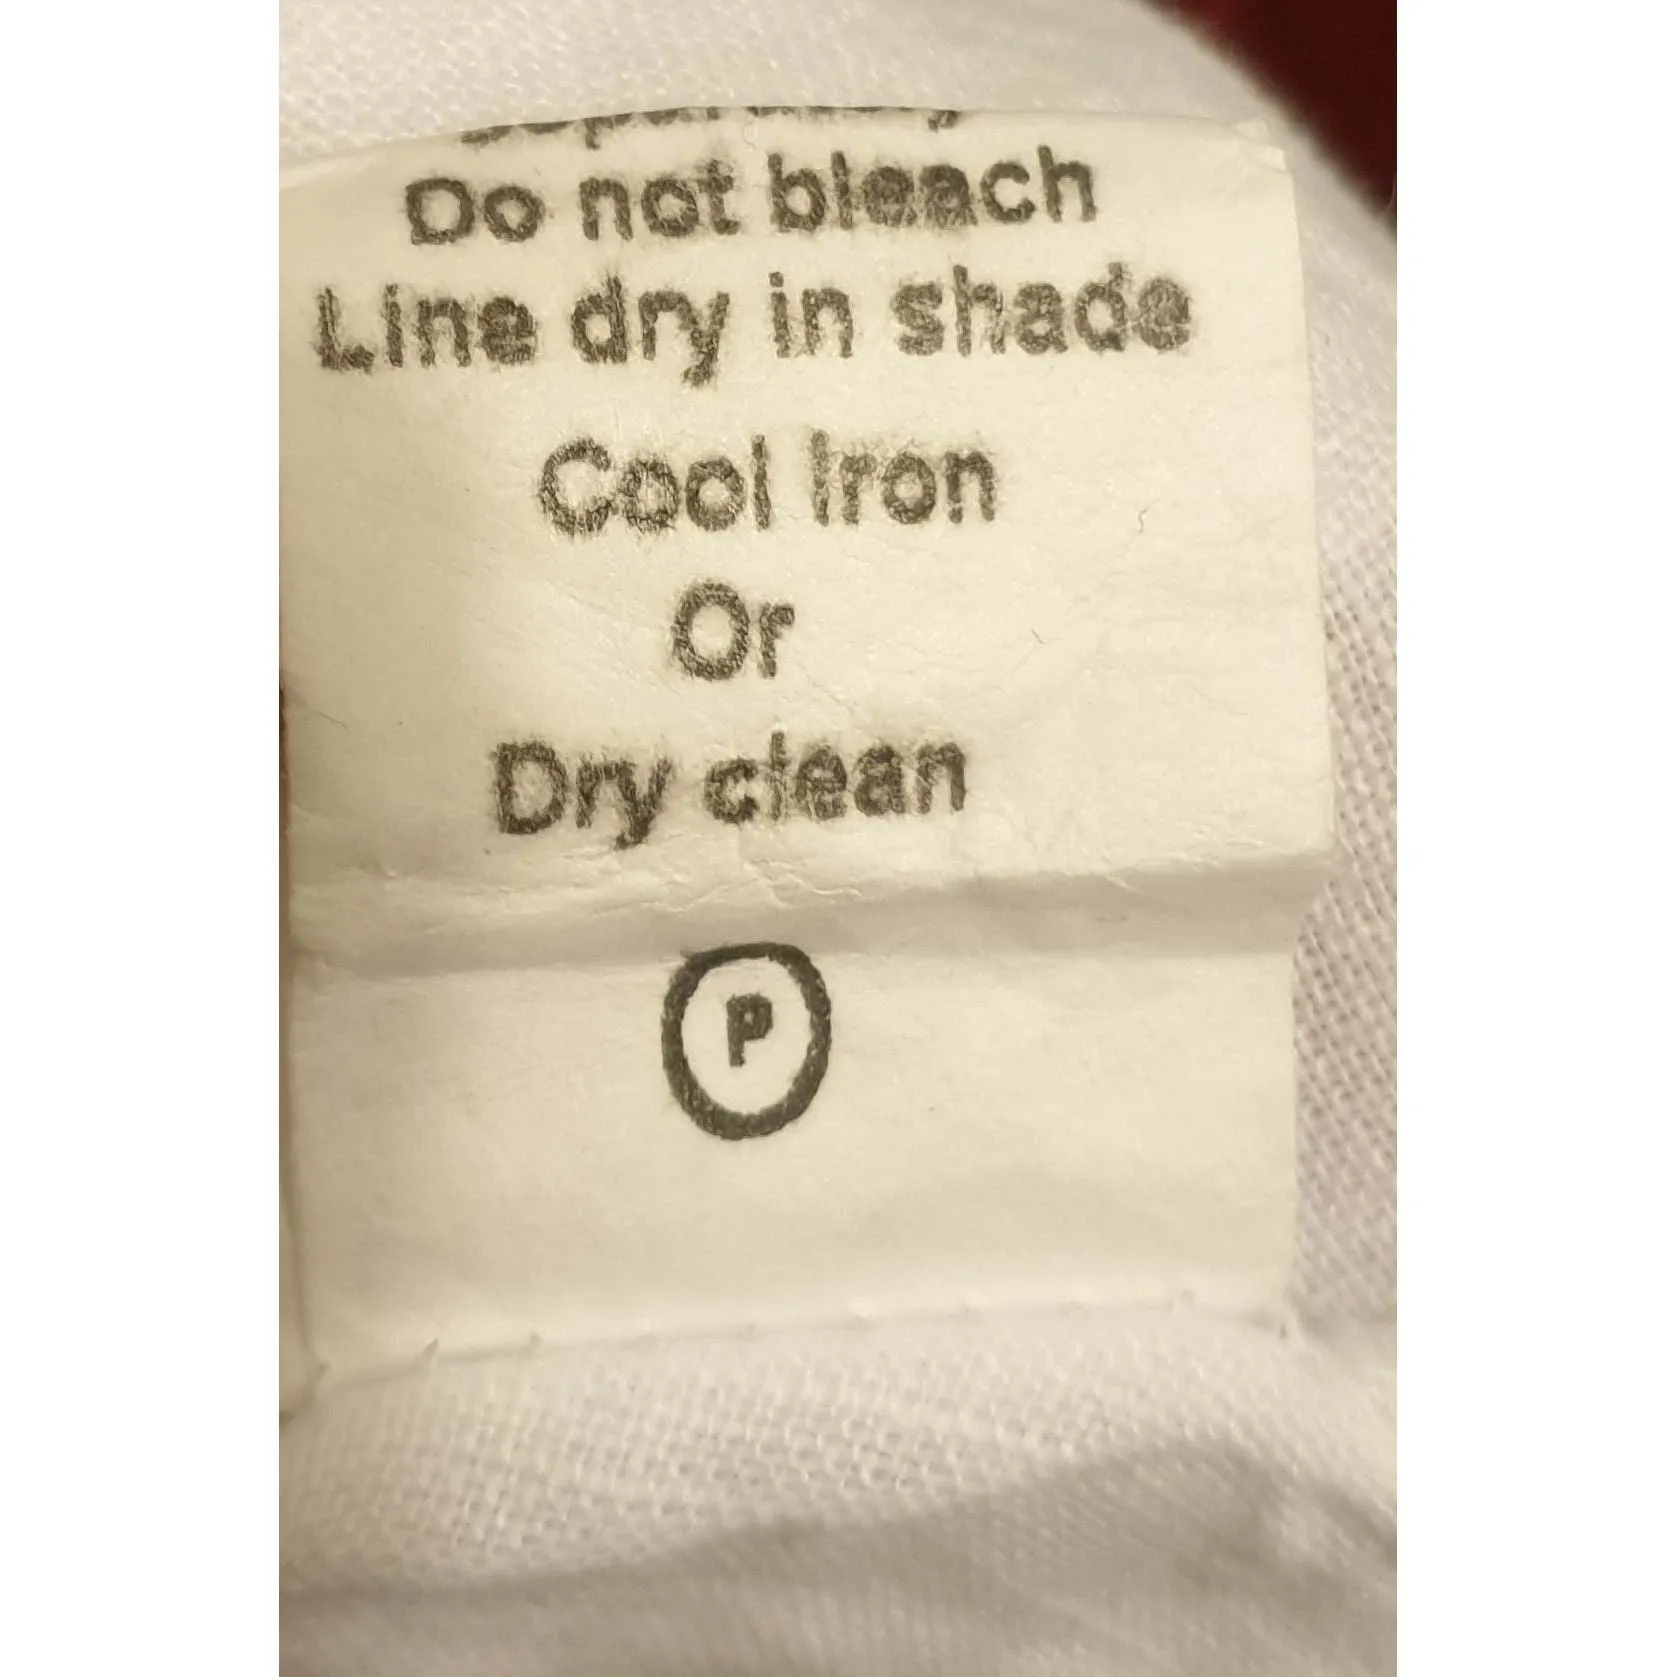 Do not bleach
Line dry in shade
Cool Iron
Or
Dry clean
P